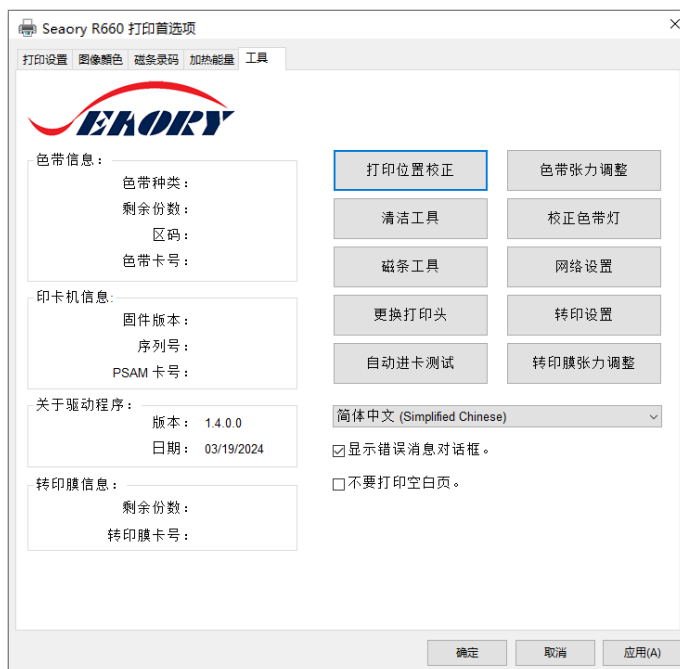 Seaory R660 打印首选项
打印设置 图像顏色 磁条录码 加热能量 工具
SEAORY
色带信息：
色带种类：
剩余份数：
区码：
色带卡号：
印卡机信息:
固件版本：
序列号：
PSAM 卡号：
关于驱动程序：
版本： 1.4.0.0
日期： 03/19/2024
转印膜信息：
剩余份数：
转印膜卡号：
打印位置校正 色带张力调整
清洁工具 校正色带灯
磁条工具 网络设置
更换打印头 转印设置
自动进卡测试 转印膜张力调整
简体中文 (Simplified Chinese)
显示错误消息对话框。
不要打印空白页。
确定 取消 应用(A)